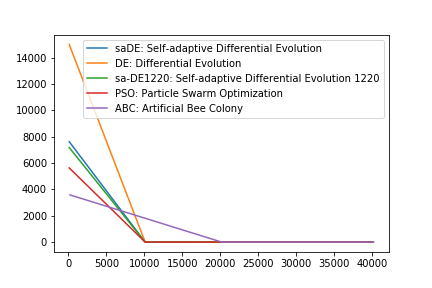 saDE: Self-adaptive Differential Evolution
DE: Differential Evolution
sa-DE1220: Self-adaptive Differential Evolution 1220
PSO: Particle Swarm Optimization
ABC: Artificial Bee Colony
14000
12000
10000
8000
6000
4000
2000
0
0 5000 10000 15000 20000 25000 30000 35000 40000